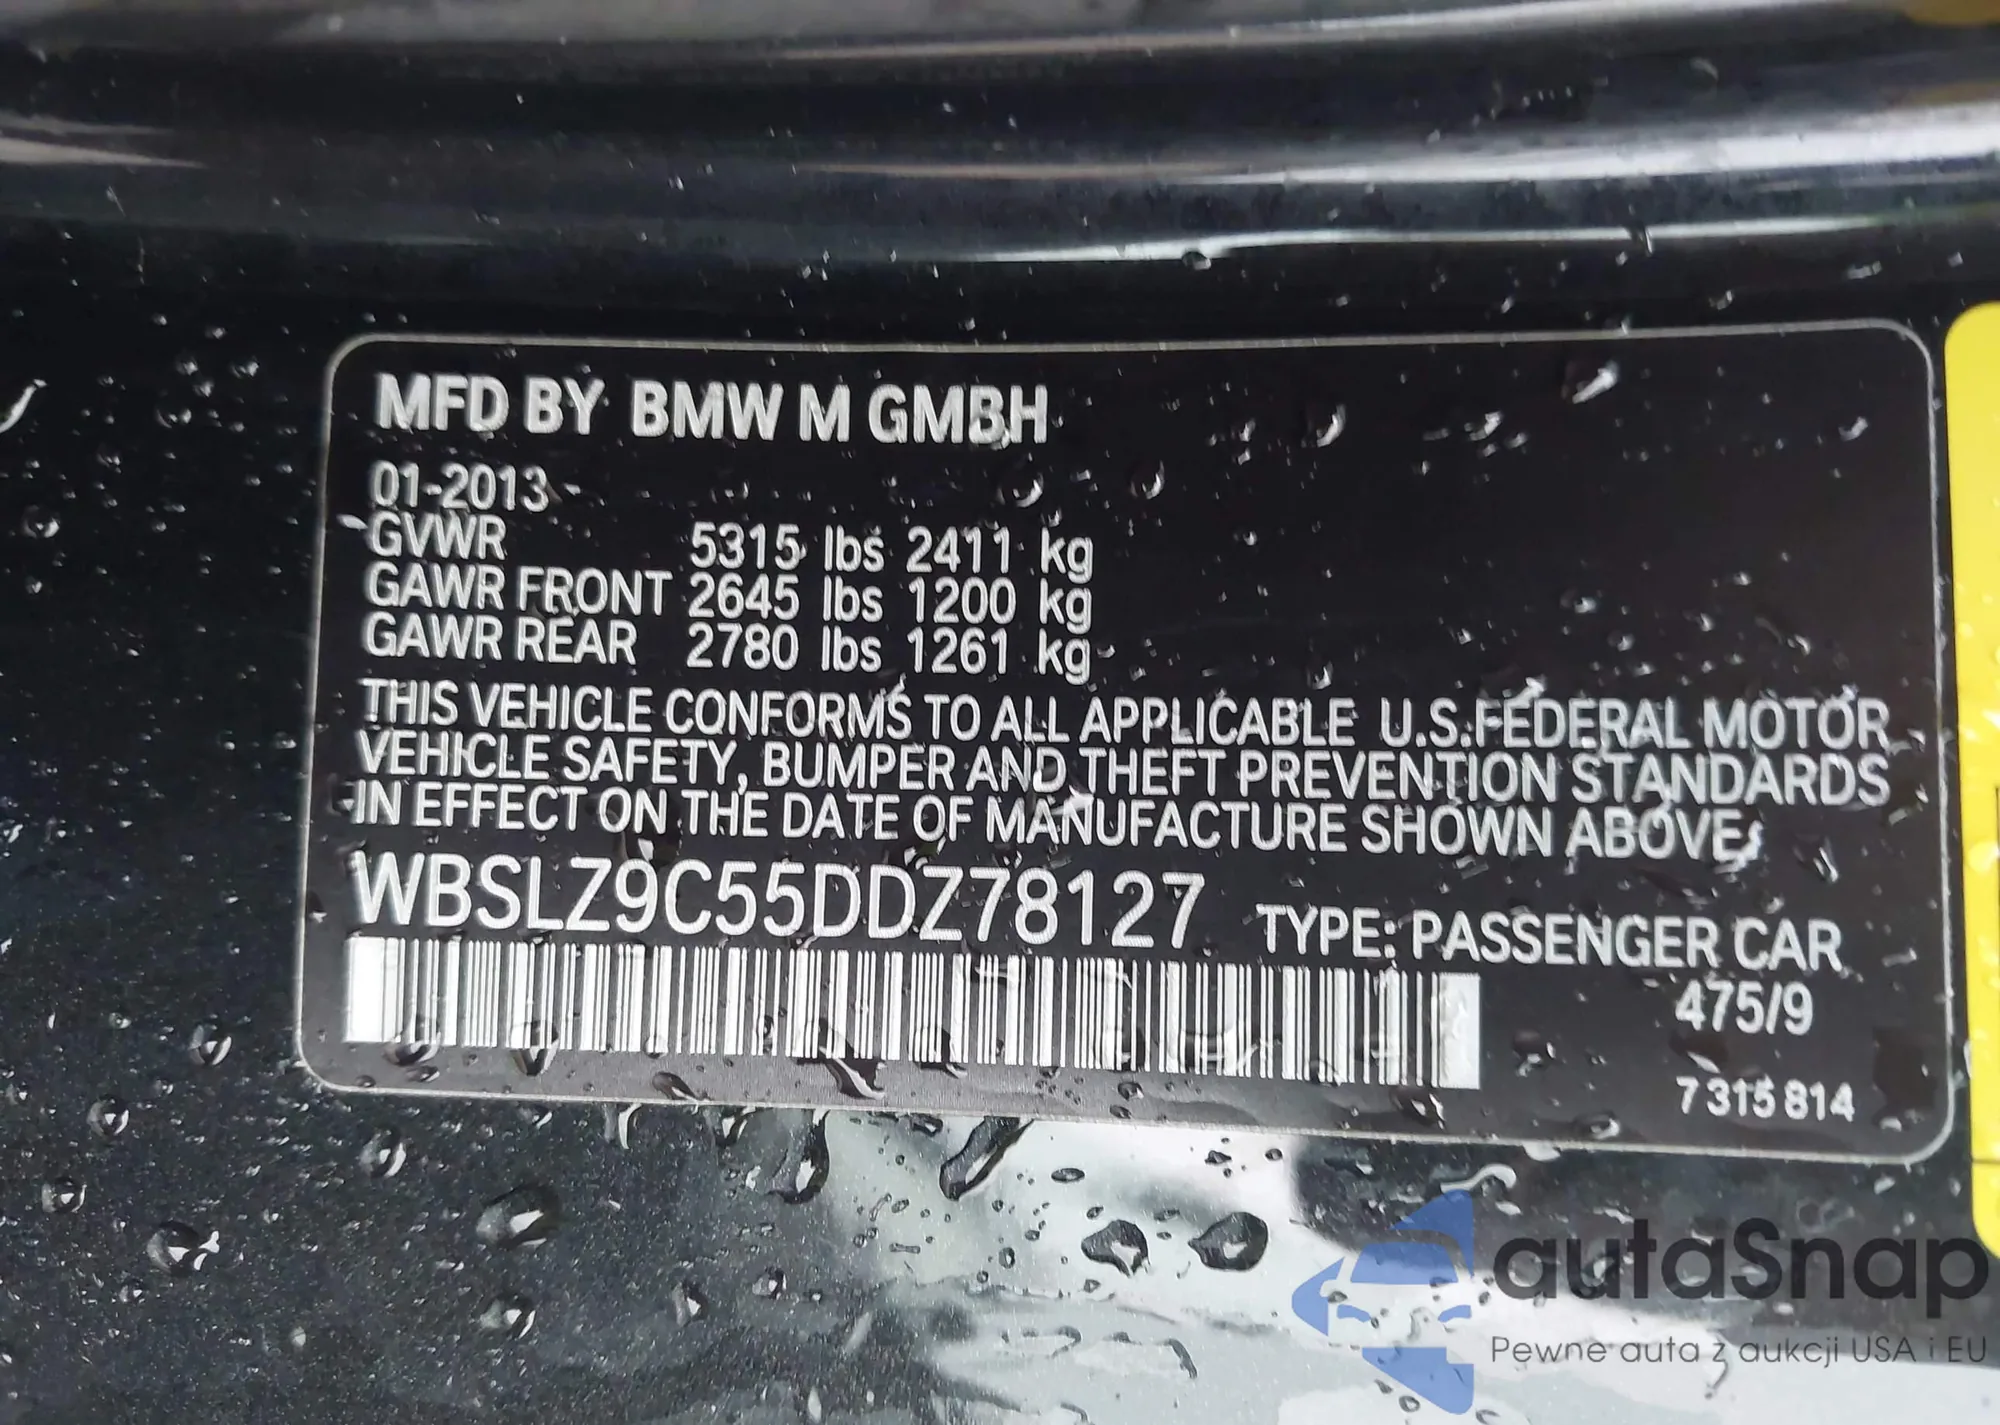 MFD BY BMW M GMBH
01-2013
GVWR 5315 lbs 2411 kg
GAWR FRONT 2645 lbs 1200 kg
GAWR REAR 2780 lbs 1261 kg
THIS VEHICLE CONFORMS TO ALL APPLICABLE U.S.FEDERAL MOTOR
VEHICLE SAFETY, BUMPER AND THEFT PREVENTION STANDARDS
IN EFFECT ON THE DATE OF MANUFACTURE SHOWN ABOVE.
WBSLZ9C55DDZ78127 TYPE: PASSENGER CAR
475/9
7 315 814
autaSnap
Pewne auta z aukcji USA i EU